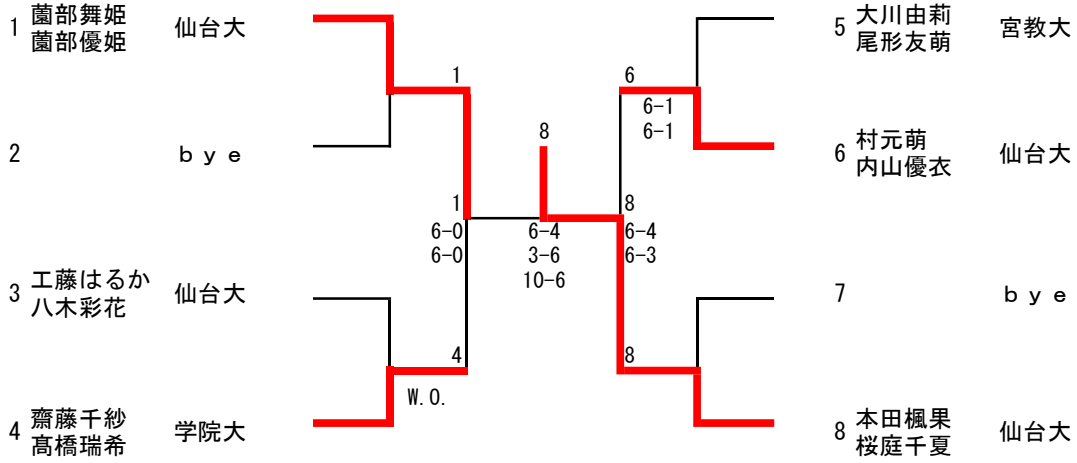 1 薗部舞姫 仙台大
薗部優姫
2 ｂｙｅ
3 工藤はるか 仙台大
八木彩花
4 齋藤千紗 学院大
髙橋瑞希
1
1
6-0
6-0
4
W.O.
8
6-4
3-6
10-6
6
6-1
6-1
8
6-4
6-3
8
5 大川由莉 宮教大
尾形友萌
6 村元萌 仙台大
内山優衣
7 ｂｙｅ
8 本田楓果 仙台大
桜庭千夏